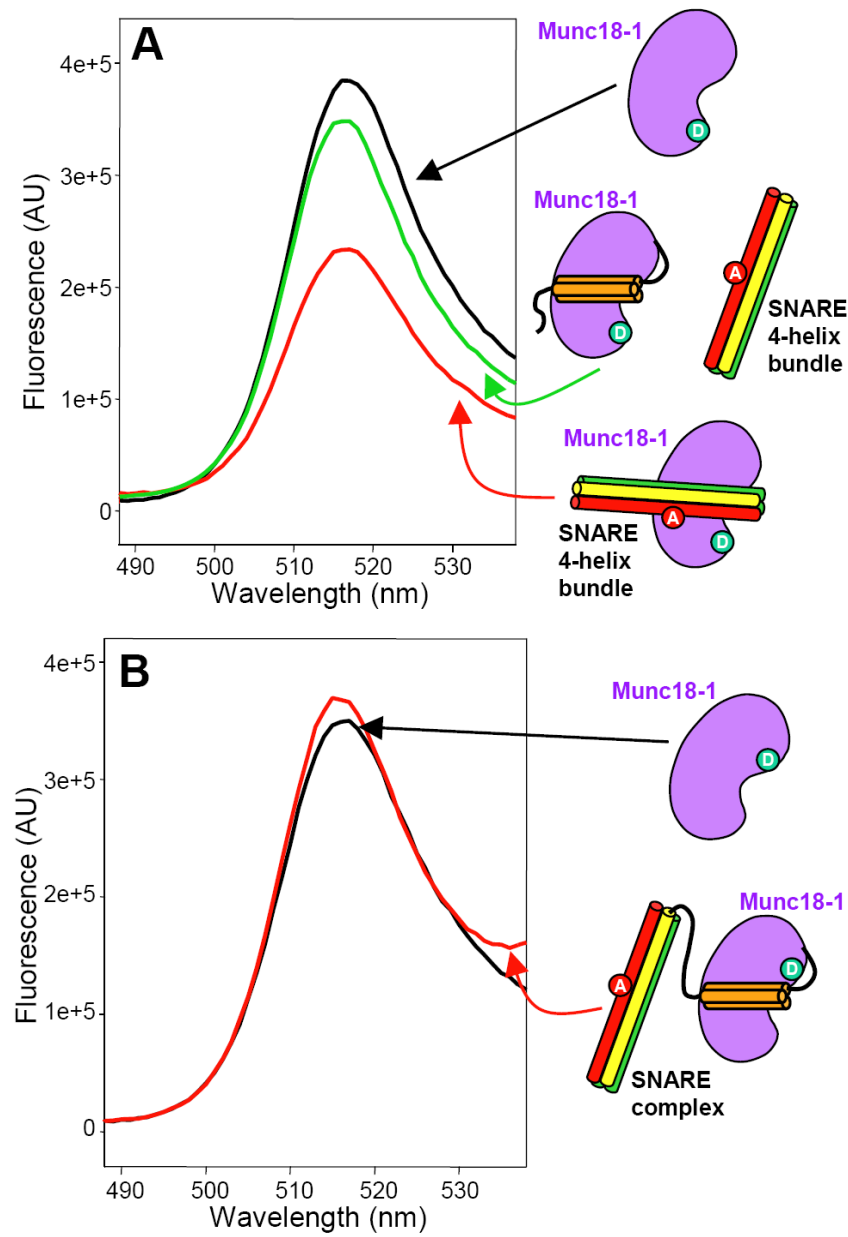 A
Munc18-1
D
4e+5
3e+5
2e+5
1e+5
0
Fluorescence (AU)
490 500 510 520 530
Wavelength (nm)
Munc18-1
D
A
SNARE
4-helix
bundle
Munc18-1
A
D
SNARE
4-helix
bundle
B
Munc18-1
D
4e+5
3e+5
2e+5
1e+5
0
Fluorescence (AU)
490 500 510 520 530
Wavelength (nm)
Munc18-1
D
A
SNARE
complex